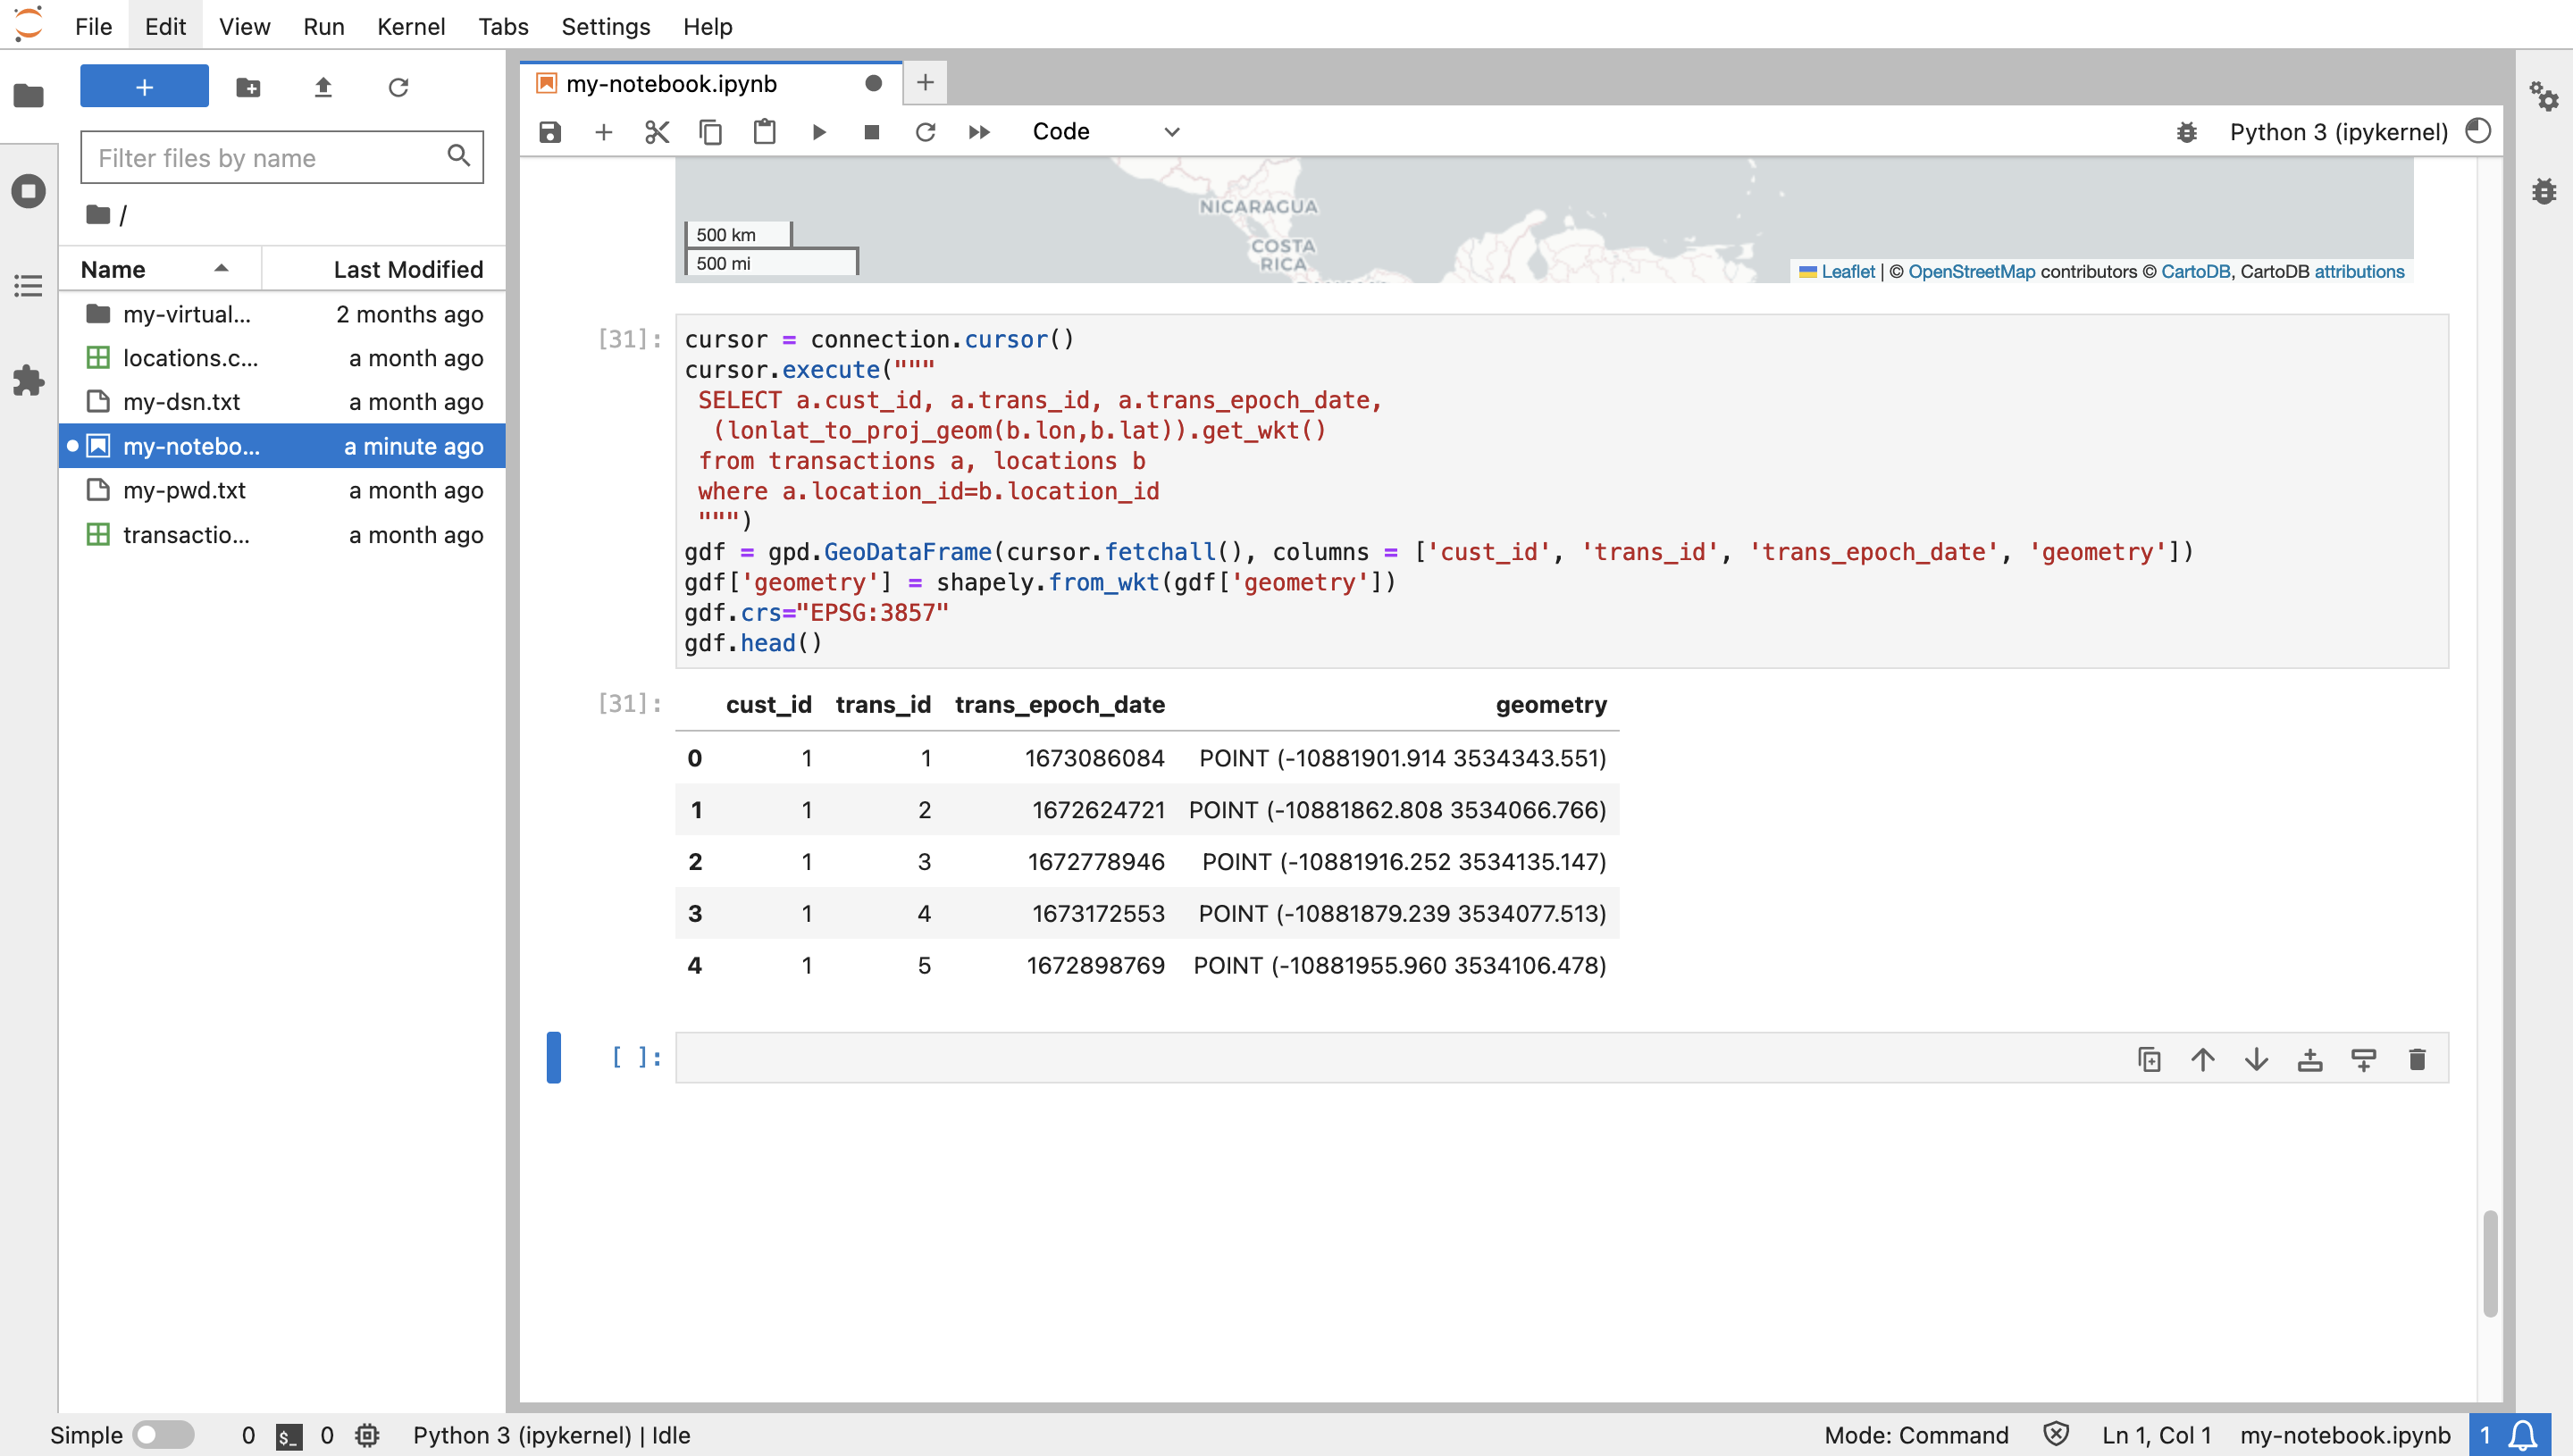 File Edit View Run Kernel Tabs Settings Help
my-notebook.ipynb
Filter files by name
/
Name Last Modified
my-virtual... 2 months ago
locations.c... a month ago
my-dsn.txt a month ago
my-notebo... a minute ago
my-pwd.txt a month ago
transactio... a month ago
Code
Python 3 (ipykernel)
NICARAGUA
COSTA
RICA
500 km
500 mi
Leaflet | © OpenStreetMap contributors © CartoDB, CartoDB attributions
[31]:
cursor = connection.cursor()
cursor.execute("""
SELECT a.cust_id, a.trans_id, a.trans_epoch_date,
(lonlat_to_proj_geom(b.lon,b.lat)).get_wkt()
from transactions a, locations b
where a.location_id=b.location_id
""")
gdf = gpd.GeoDataFrame(cursor.fetchall(), columns = ['cust_id', 'trans_id', 'trans_epoch_date', 'geometry'])
gdf['geometry'] = shapely.from_wkt(gdf['geometry'])
gdf.crs="EPSG:3857"
gdf.head()
[31]:
cust_id trans_id trans_epoch_date geometry
0 1 1 1673086084 POINT (-10881901.914 3534343.551)
1 1 2 1672624721 POINT (-10881862.808 3534066.766)
2 1 3 1672778946 POINT (-10881916.252 3534135.147)
3 1 4 1673172553 POINT (-10881879.239 3534077.513)
4 1 5 1672898769 POINT (-10881955.960 3534106.478)
[ ]:
Simple 0 $_ 0 Python 3 (ipykernel) | Idle
Mode: Command Ln 1, Col 1 my-notebook.ipynb 1